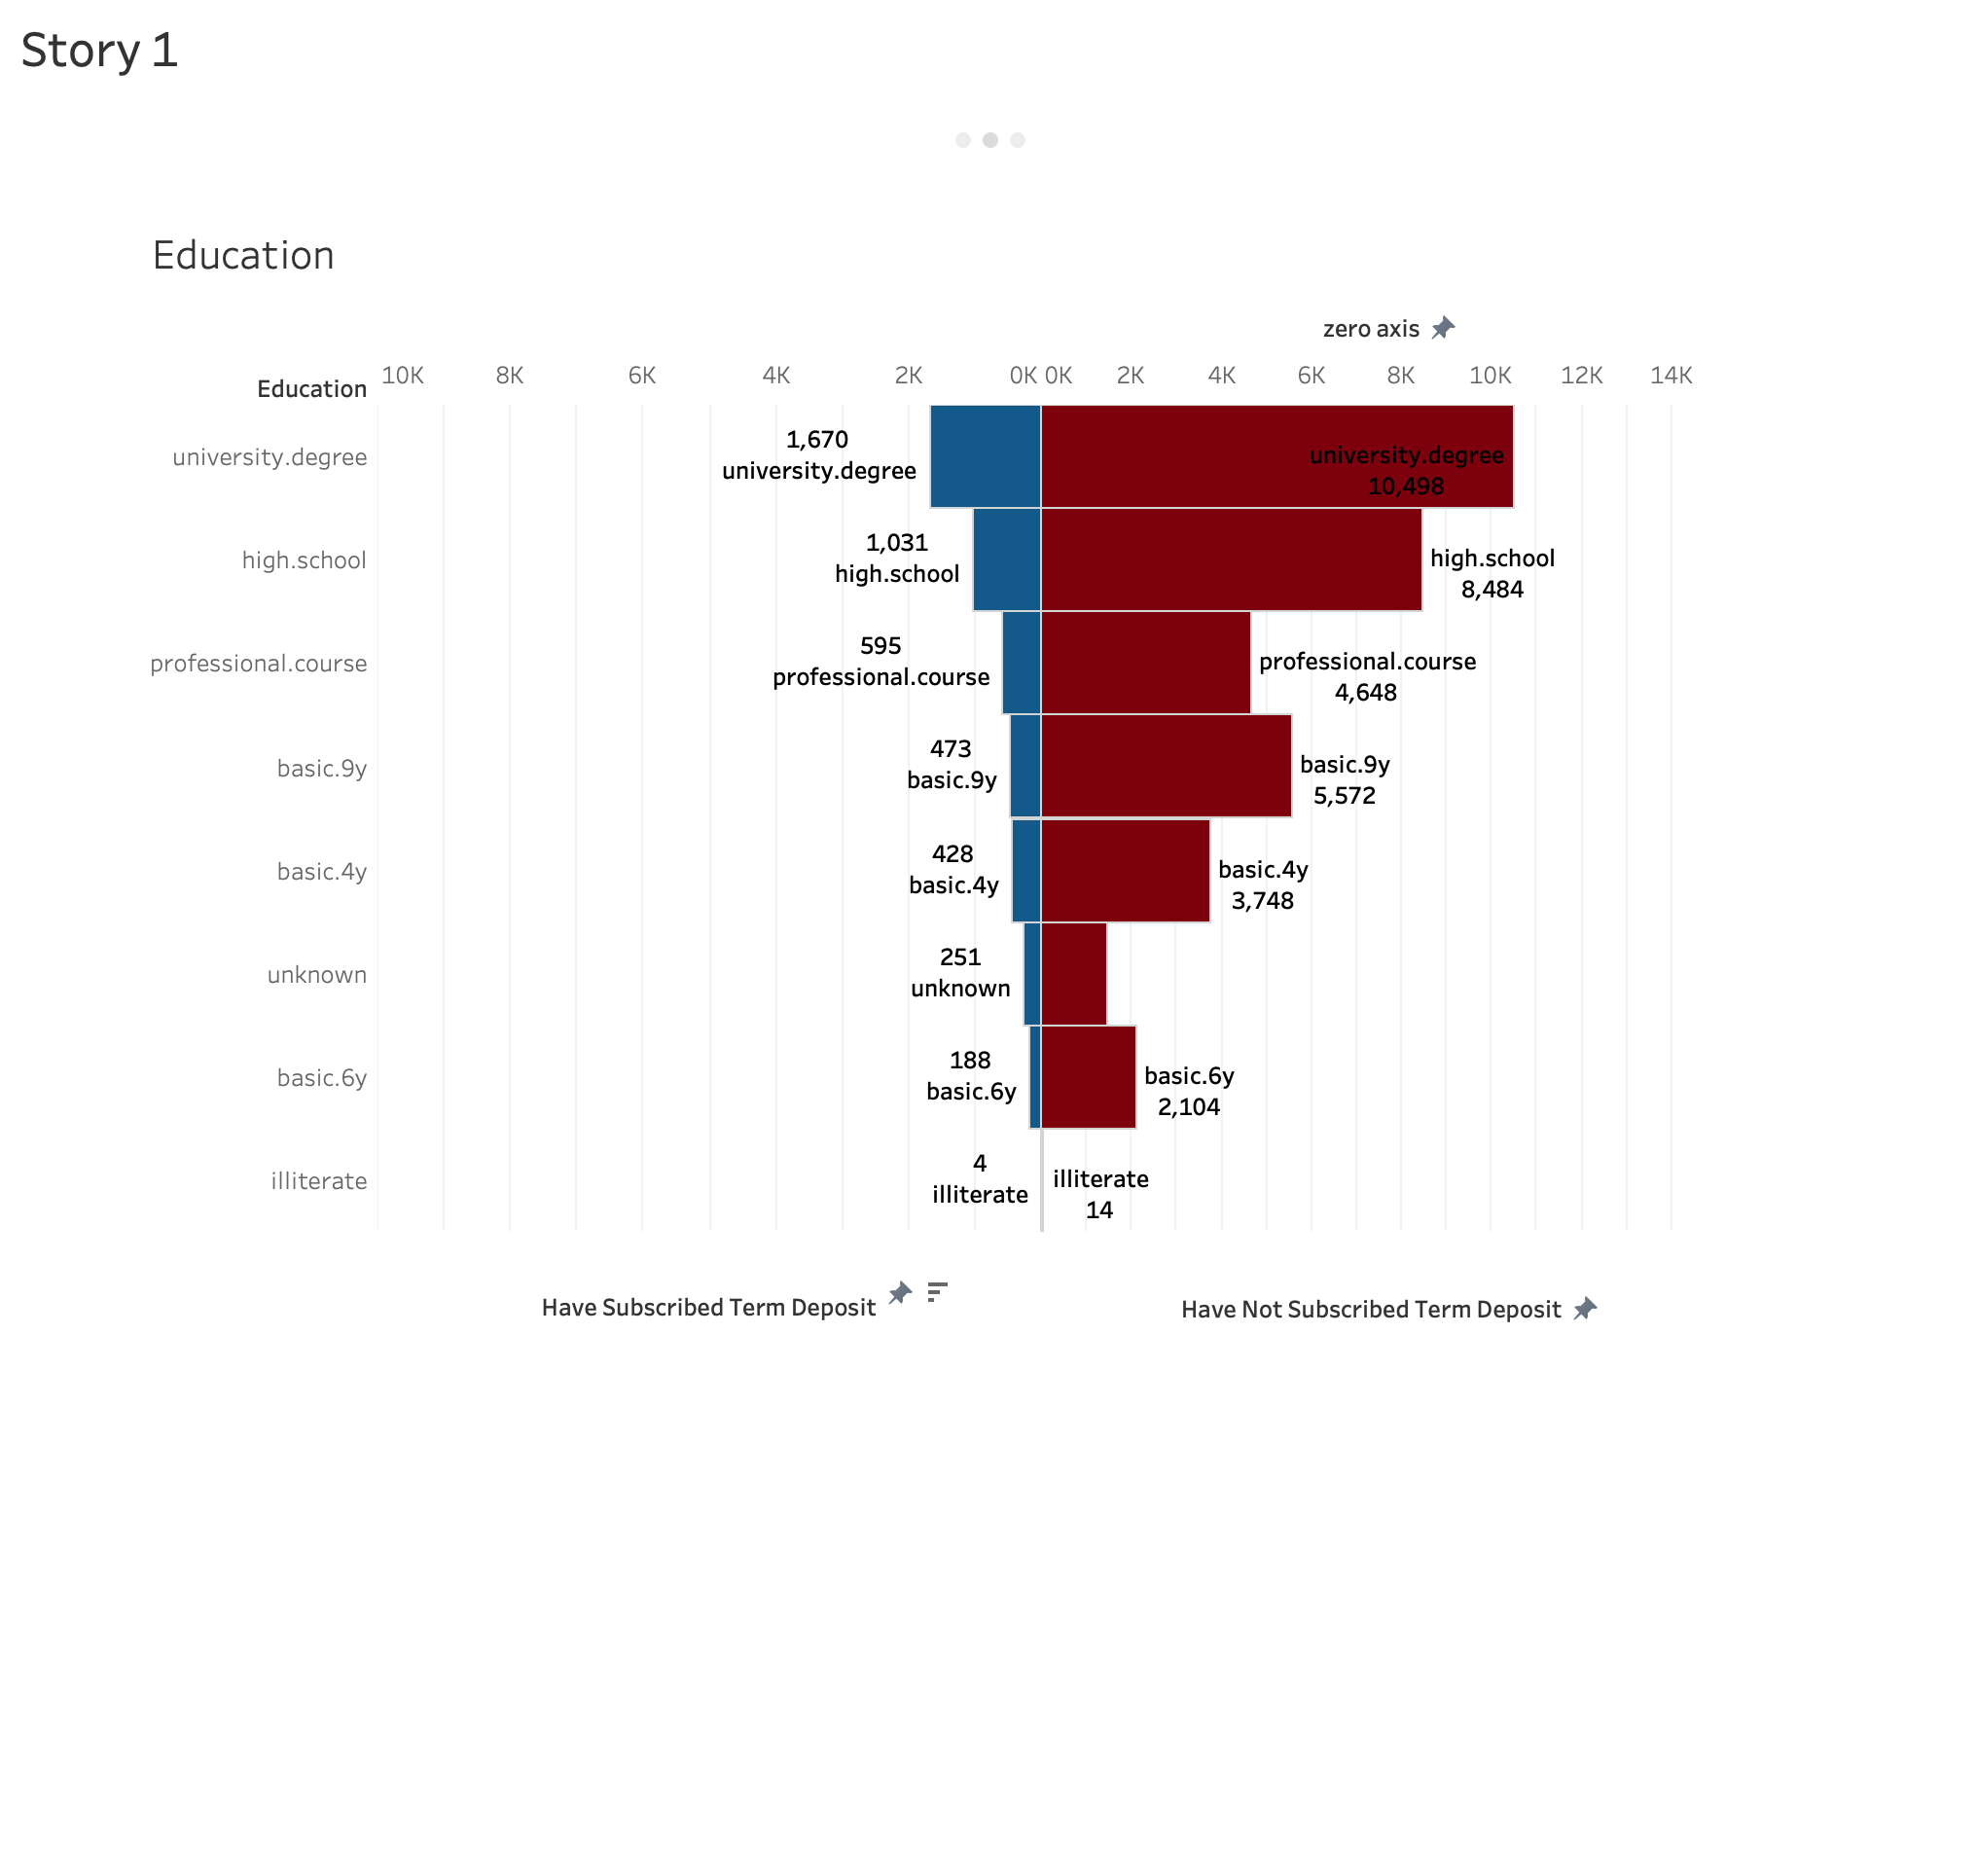 Story 1
Education
zero axis
Education
10K 8K 6K 4K 2K 0K 0K 2K 4K 6K 8K 10K 12K 14K
university.degree
1,670
university.degree
university.degree
10,498
high.school
1,031
high.school
high.school
8,484
professional.course
595
professional.course
professional.course
4,648
basic.9y
473
basic.9y
basic.9y
5,572
basic.4y
428
basic.4y
basic.4y
3,748
unknown
251
unknown
basic.6y
188
basic.6y
basic.6y
2,104
illiterate
4
illiterate
illiterate
14
Have Subscribed Term Deposit
Have Not Subscribed Term Deposit